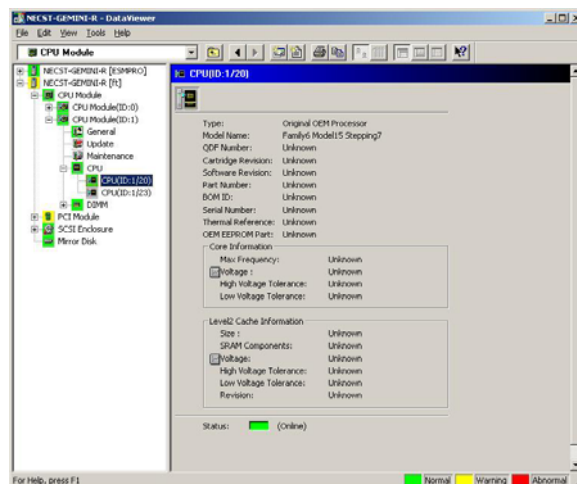 NECST-GEMINI-R - DataViewer
File Edit View Tools Help
CPU Module
NECST-GEMINI-R [ESMPRO]
NECST-GEMINI-R [ft]
CPU Module
CPU Module(ID:0)
CPU Module(ID:1)
General
Update
Maintenance
CPU
CPU(ID:1/20)
CPU(ID:1/23)
DIMM
PCI Module
SCSI Enclosure
Mirror Disk
CPU(ID:1/20)
Type: Original OEM Processor
Model Name: Family6 Model15 Stepping7
QDF Number: Unknown
Cartridge Revision: Unknown
Software Revision: Unknown
Part Number: Unknown
BOM ID: Unknown
Serial Number: Unknown
Thermal Reference: Unknown
OEM EEPROM Part: Unknown
Core Information
Max Frequency: Unknown
Voltage : Unknown
High Voltage Tolerance: Unknown
Low Voltage Tolerance: Unknown
Level2 Cache Information
Size : Unknown
SRAM Components: Unknown
Voltage: Unknown
High Voltage Tolerance: Unknown
Low Voltage Tolerance: Unknown
Revision: Unknown
Status: (Online)
For Help, press F1
Normal Warning Abnormal